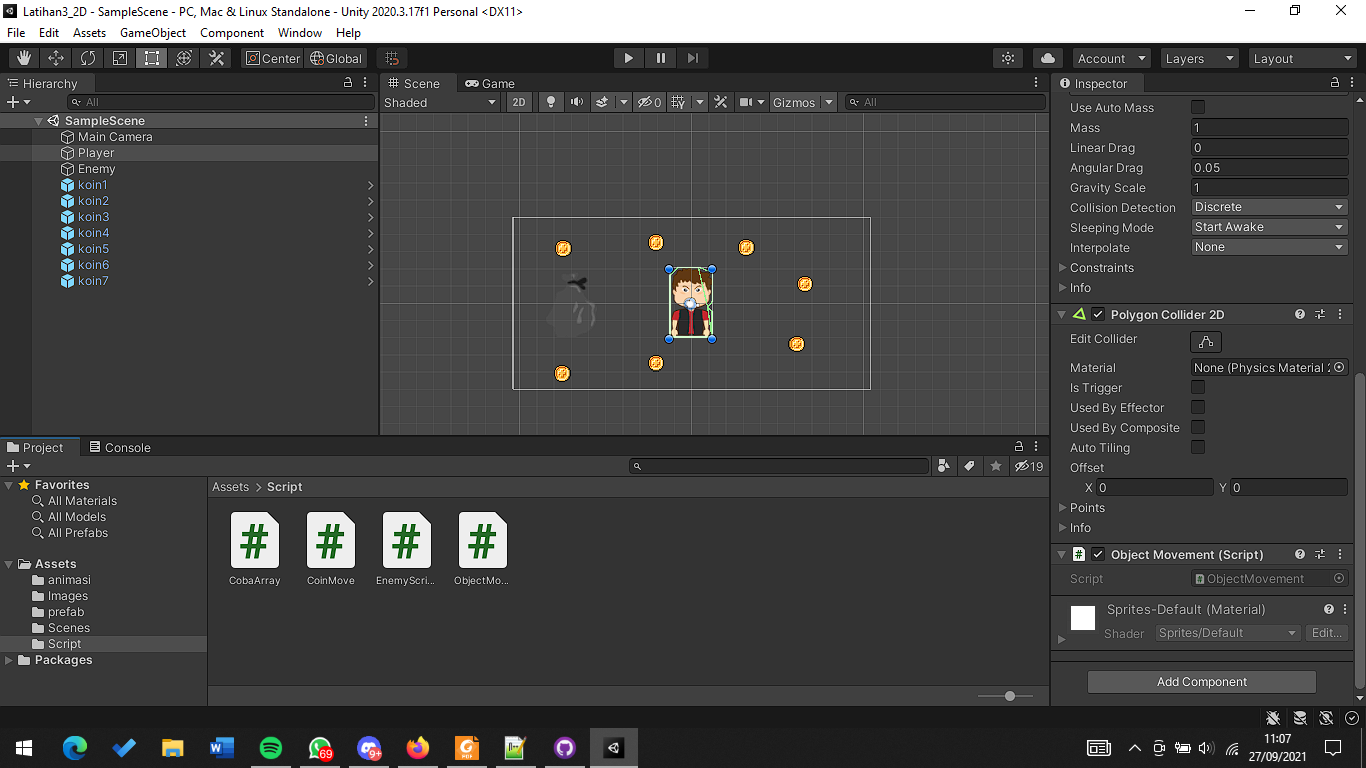 Latihan3_2D - SampleScene - PC, Mac & Linux Standalone - Unity 2020.3.17f1 Personal <DX11>
File Edit Assets GameObject Component Window Help
Center Global Account Layers Layout
Hierarchy
All
SampleScene
Main Camera
Player
Enemy
koin1
koin2
koin3
koin4
koin5
koin6
koin7
Scene Game
Shaded 2D 0 Gizmos All
Inspector
Use Auto Mass
Mass 1
Linear Drag 0
Angular Drag 0.05
Gravity Scale 1
Collision Detection Discrete
Sleeping Mode Start Awake
Interpolate None
Constraints
Info
Polygon Collider 2D
Edit Collider
Material None (Physics Material 2
Is Trigger
Used By Effector
Used By Composite
Auto Tiling
Offset
X 0 Y 0
Points
Info
Object Movement (Script)
Script ObjectMovement
Sprites-Default (Material)
Shader Sprites/Default Edit...
Add Component
Project Console
19
Favorites
All Materials
All Models
All Prefabs
Assets
animasi
Images
prefab
Scenes
Script
Packages
Assets > Script
CobaArray CoinMove EnemyScri... ObjectMo...
69 9+ PDF
11:07
27/09/2021